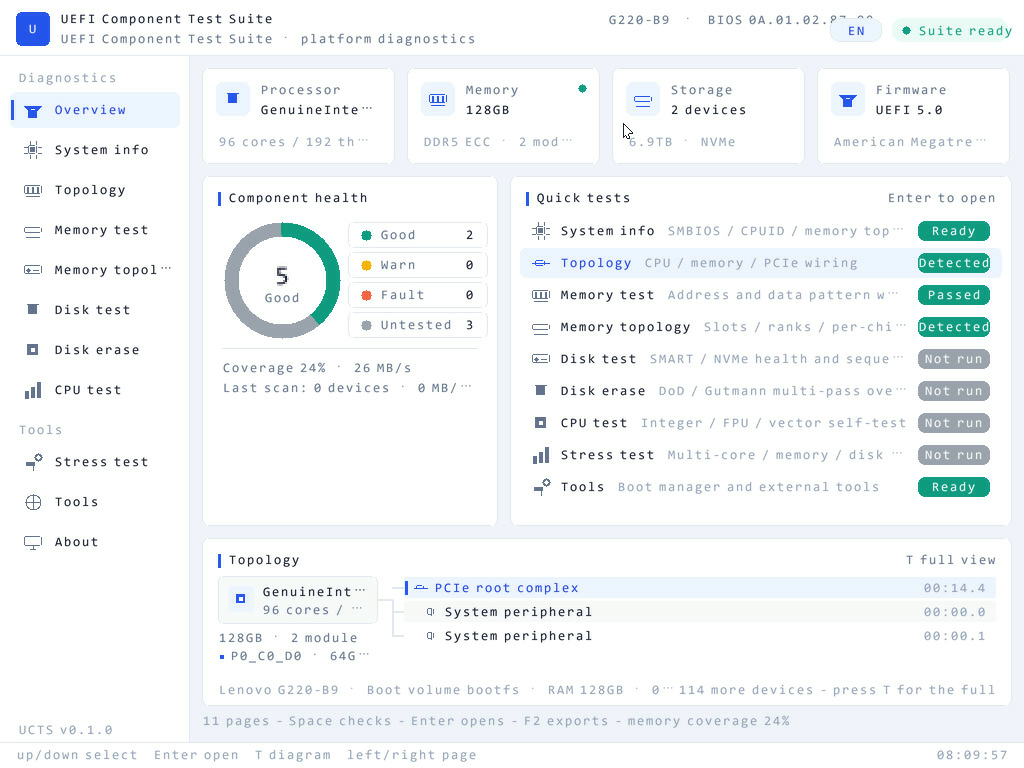 U
UEFI Component Test Suite
UEFI Component Test Suite · platform diagnostics
G220-B9 · BIOS 0A.01.02.
EN
Suite ready
Diagnostics
Overview
System info
Topology
Memory test
Memory topol···
Disk test
Disk erase
CPU test
Tools
Stress test
Tools
About
UCTS v0.1.0
Processor
GenuineInte···
96 cores / 192 th···
Memory
128GB
DDR5 ECC · 2 mod···
Storage
2 devices
6.9TB · NVMe
Firmware
UEFI 5.0
American Megatre···
Component health
5
Good
Good 2
Warn 0
Fault 0
Untested 3
Coverage 24% · 26 MB/s
Last scan: 0 devices · 0 MB/···
Quick tests
Enter to open
System info SMBIOS / CPUID / memory top··· Ready
Topology CPU / memory / PCIe wiring Detected
Memory test Address and data pattern w··· Passed
Memory topology Slots / ranks / per-chi··· Detected
Disk test SMART / NVMe health and seque··· Not run
Disk erase DoD / Gutmann multi-pass ove··· Not run
CPU test Integer / FPU / vector self-test Not run
Stress test Multi-core / memory / disk ··· Not run
Tools Boot manager and external tools Ready
Topology
T full view
GenuineInt···
96 cores / ···
128GB · 2 module
P0_C0_D0 · 64G···
PCIe root complex 00:14.4
System peripheral 00:00.0
System peripheral 00:00.1
Lenovo G220-B9 · Boot volume bootfs · RAM 128GB · 0··· 114 more devices - press T for the full
11 pages - Space checks - Enter opens - F2 exports - memory coverage 24%
up/down select Enter open T diagram left/right page
08:09:57